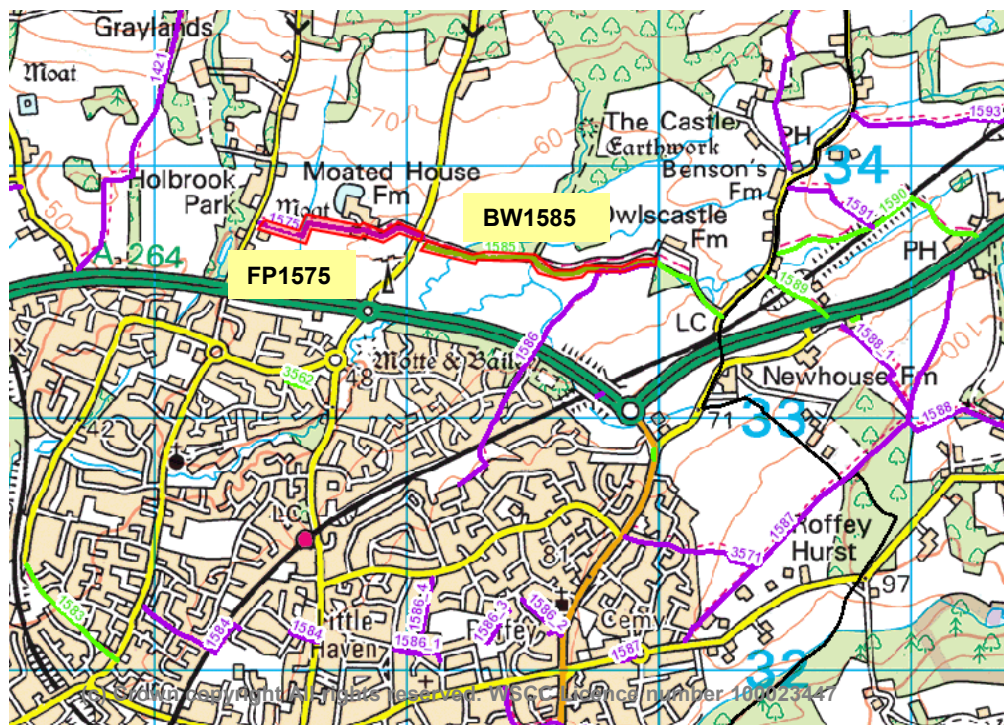 Graylands
Moat
1421
70
60
50
The Castle
Earthwork
PH
1593
34
Benson's
Fm
Holbrook
Park
Moated House
Fm
Moat
1575
BW1585
1585
Owlscastle
Fm
1591
1590
PH
A 264
FP1575
1589
LC
1586
1588_1
100
Motte & Bailey
48
3562
Newhouse Fm
42
71
33
1588
LC
1587
Roffey
Hurst
81
3571
97
1583
1584
1584
Little
Haven
1586_4
1586_1
1586_3
1586_2
Roffey
Cemy
1587
32
(c) Crown copyright All rights reserved. WSCC Licence number 100023447